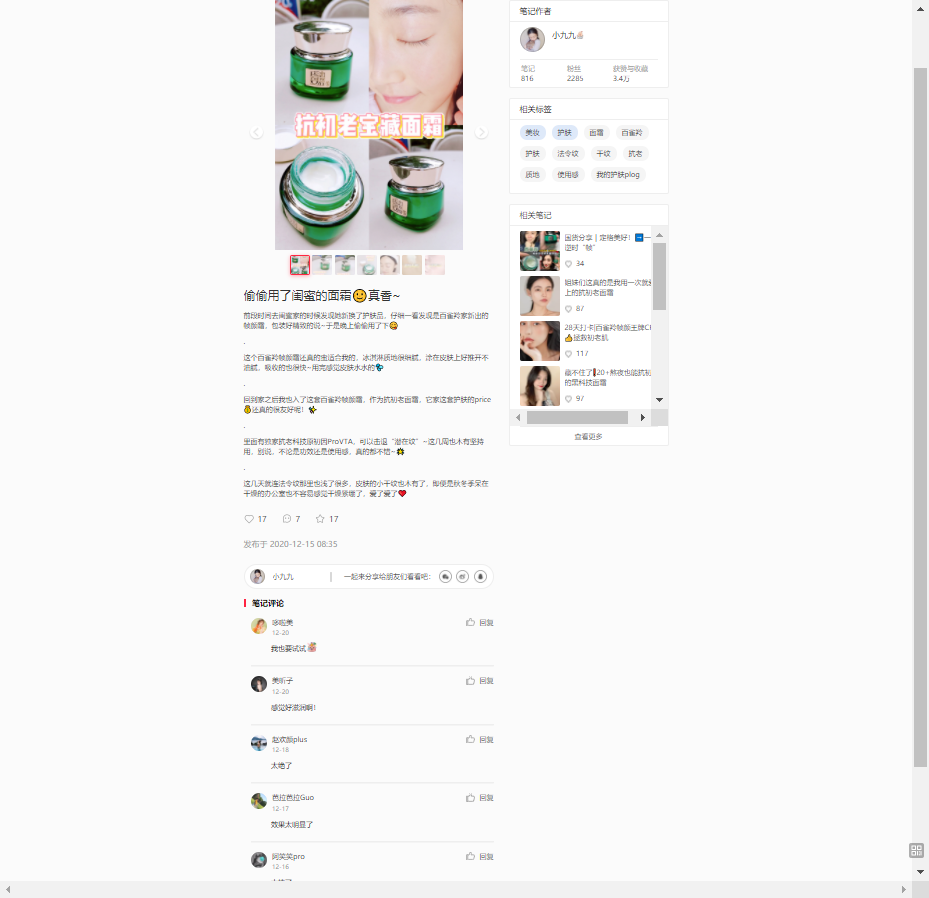 抗初老宝藏面霜
偷偷用了闺蜜的面霜🙂真香~
前段时间去闺蜜家的时候发现她新换了护肤品，仔细一看发现是百雀羚家新出的
帧颜霜，包装好精致的说~于是晚上偷偷用了下😋
.
这个百雀羚帧颜霜还真的蛮适合我的，冰淇淋质地很细腻，涂在皮肤上好推开不
油腻，吸收的也很快~用完感觉皮肤水水的💦
.
回到家之后我也入了这套百雀羚帧颜霜，作为抗初老面霜，它家这套护肤的price
💰还真的很友好呢！✨
.
里面有独家抗老科技原初因ProVTA，可以击退“潜在纹”~这几周也木有坚持
用，别说，不论是功效还是使用感，真的都不错~
.
这几天就连法令纹那里也浅了很多，皮肤的小干纹也木有了，即便是秋冬季呆在
干燥的办公室也不容易感觉干燥紧绷了，爱了爱了❤
17 7 17
发布于 2020-12-15 08:35
小九九 | 一起来分享给朋友们看看吧：
笔记评论
哆啦美 回复
12-20
我也要试试
美昕子 回复
12-20
感觉好滋润啊！
赵欢颜plus 回复
12-18
太绝了
芭拉芭拉Guo 回复
12-17
效果太明显了
阿笑笑pro 回复
12-16
笔记作者
小九九
笔记 粉丝 获赞与收藏
816 2285 3.4万
相关标签
美妆 护肤 面霜 百雀羚
护肤 法令纹 干纹 抗老
质地 使用感 我的护肤plog
相关笔记
国货分享 | 定格美好！➡一
逆时“帧”
34
姐妹们这真的是我用一次就爱
上的抗初老面霜
87
28天打卡百雀羚帧颜王牌CP
👍拯救初老肌
117
藏不住了❗20+熬夜也能抗初
的黑科技面霜
97
查看更多